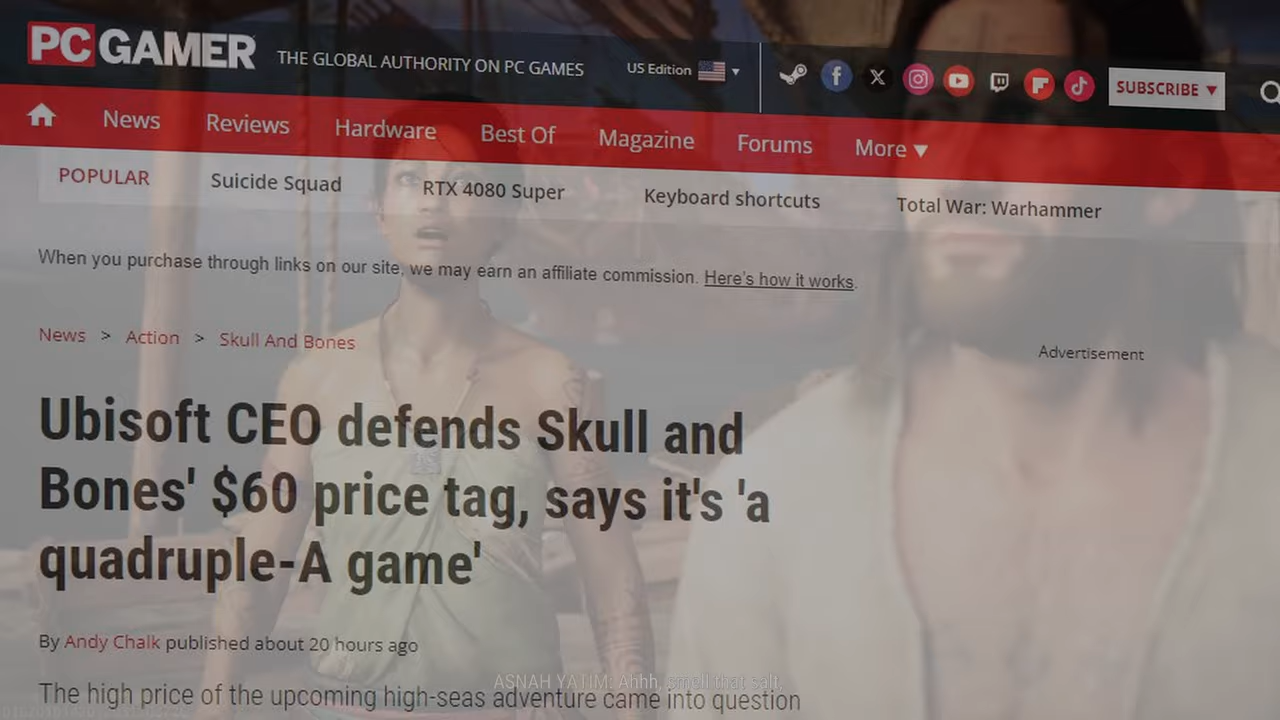 PC GAMER THE GLOBAL AUTHORITY ON PC GAMES US Edition SUBSCRIBE
News Reviews Hardware Best Of Magazine Forums More
POPULAR Suicide Squad RTX 4080 Super Keyboard shortcuts Total War: Warhammer
When you purchase through links on our site, we may earn an affiliate commission. Here's how it works.
News > Action > Skull And Bones
Advertisement
Ubisoft CEO defends Skull and
Bones' $60 price tag, says it's 'a
quadruple-A game'
By Andy Chalk published about 20 hours ago
ASNAH YATIM: Ahhh, smell that salt,
The high price of the upcoming high-seas adventure came into question